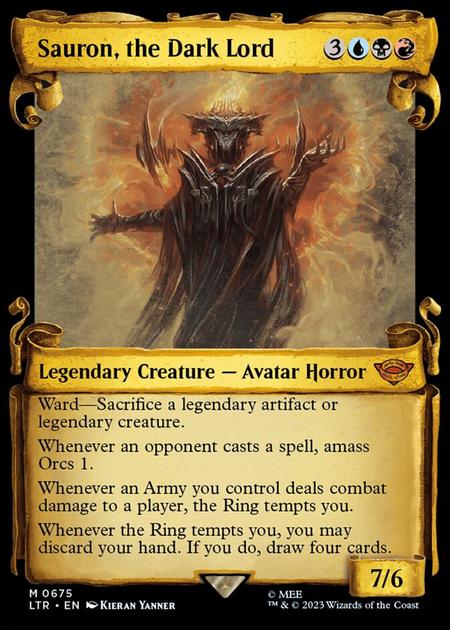 Sauron, the Dark Lord 3
Legendary Creature — Avatar Horror
Ward—Sacrifice a legendary artifact or
legendary creature.
Whenever an opponent casts a spell, amass
Orcs 1.
Whenever an Army you control deals combat
damage to a player, the Ring tempts you.
Whenever the Ring tempts you, you may
discard your hand. If you do, draw four cards.
7/6
M 0675
LTR • EN Kieran Yanner
© MEE
™ & © 2023 Wizards of the Coast